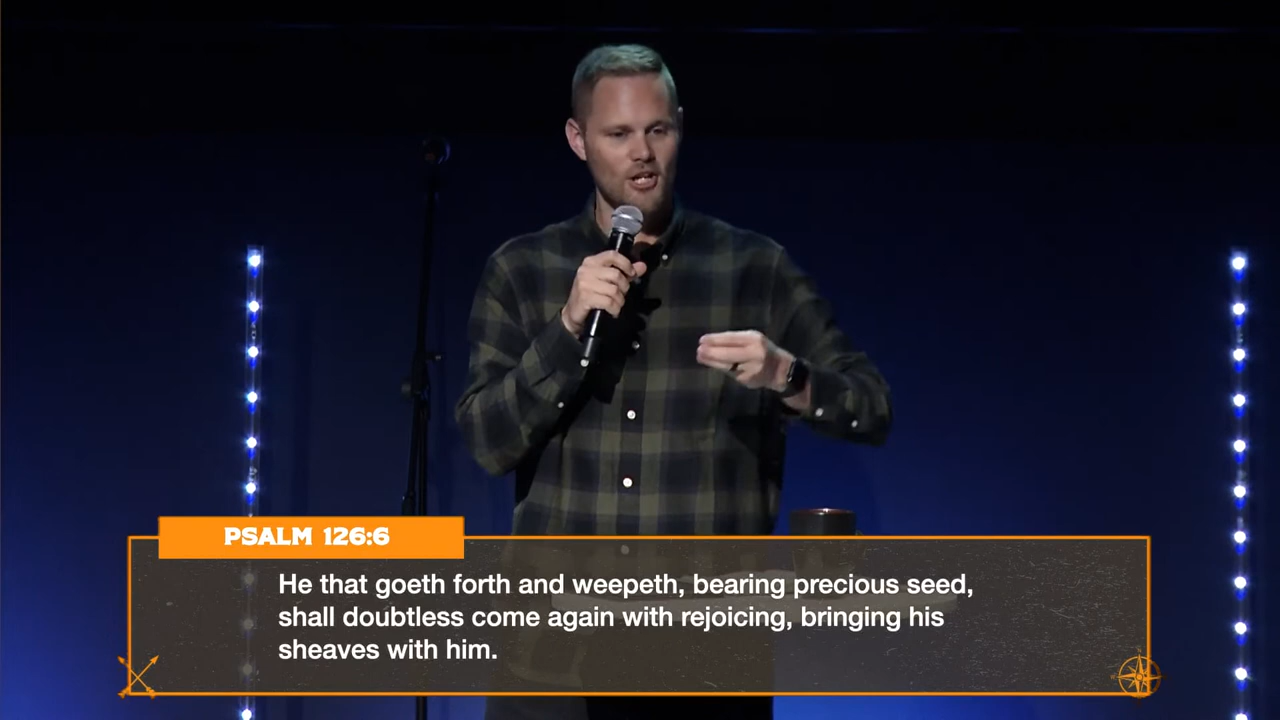 PSALM 126:6
He that goeth forth and weepeth, bearing precious seed,
shall doubtless come again with rejoicing, bringing his
sheaves with him.